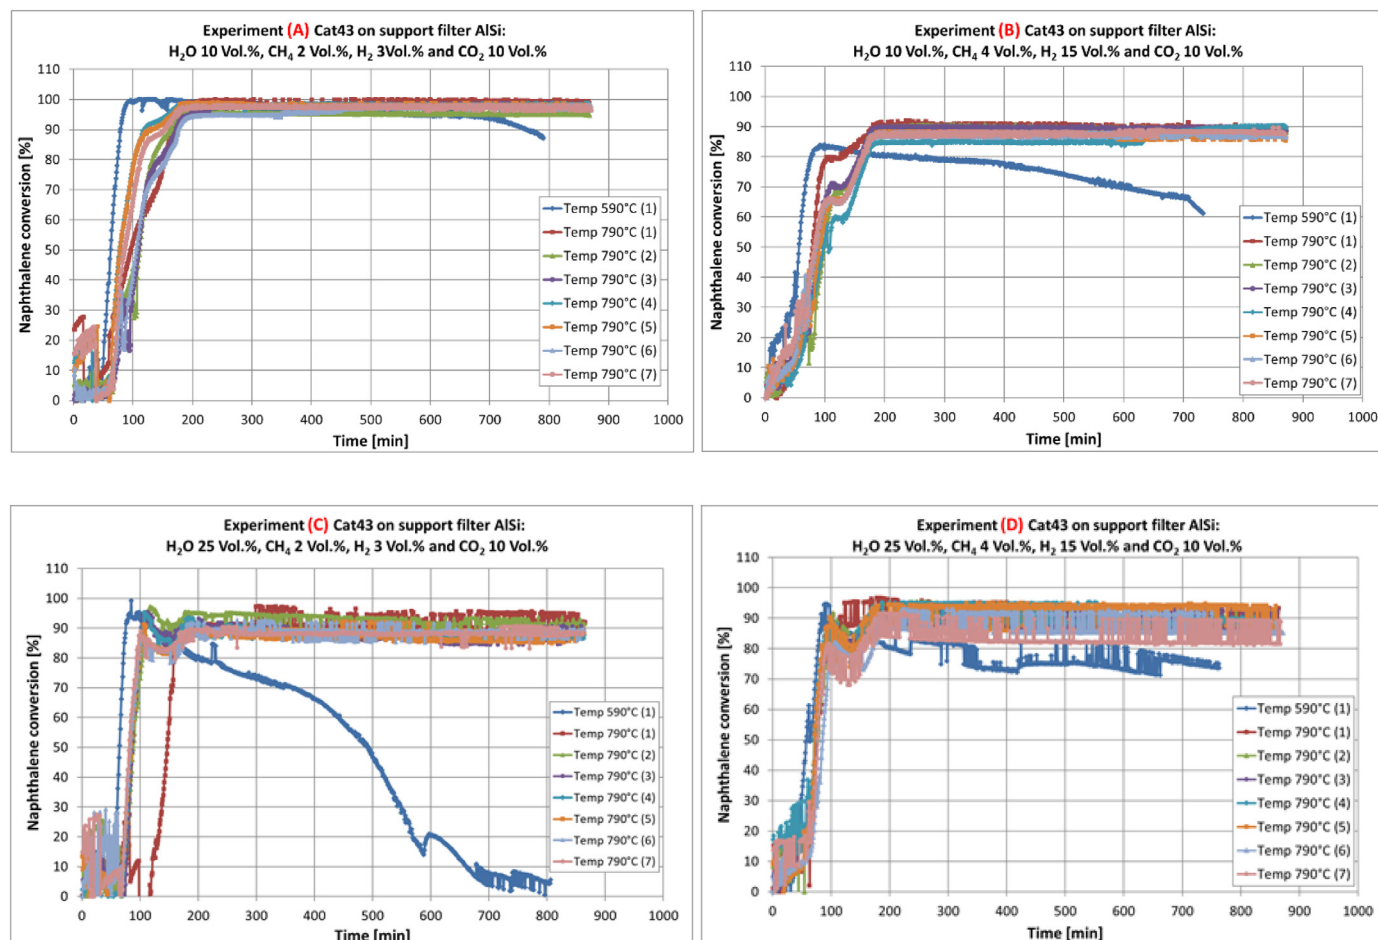 Experiment (A) Cat43 on support filter AlSi:
H₂O 10 Vol.%, CH₄ 2 Vol.%, H₂ 3Vol.% and CO₂ 10 Vol.%
Naphthalene conversion [%]
110
100
90
80
70
60
50
40
30
20
10
0
Temp 590°C (1)
Temp 790°C (1)
Temp 790°C (2)
Temp 790°C (3)
Temp 790°C (4)
Temp 790°C (5)
Temp 790°C (6)
Temp 790°C (7)
0 100 200 300 400 500 600 700 800 900 1000
Time [min]
Experiment (B) Cat43 on support filter AlSi:
H₂O 10 Vol.%, CH₄ 4 Vol.%, H₂ 15 Vol.% and CO₂ 10 Vol.%
Naphthalene conversion [%]
110
100
90
80
70
60
50
40
30
20
10
0
Temp 590°C (1)
Temp 790°C (1)
Temp 790°C (2)
Temp 790°C (3)
Temp 790°C (4)
Temp 790°C (5)
Temp 790°C (6)
Temp 790°C (7)
0 100 200 300 400 500 600 700 800 900 1000
Time [min]
Experiment (C) Cat43 on support filter AlSi:
H₂O 25 Vol.%, CH₄ 2 Vol.%, H₂ 3 Vol.% and CO₂ 10 Vol.%
Naphthalene conversion [%]
110
100
90
80
70
60
50
40
30
20
10
0
Temp 590°C (1)
Temp 790°C (1)
Temp 790°C (2)
Temp 790°C (3)
Temp 790°C (4)
Temp 790°C (5)
Temp 790°C (6)
Temp 790°C (7)
0 100 200 300 400 500 600 700 800 900 1000
Time [min]
Experiment (D) Cat43 on support filter AlSi:
H₂O 25 Vol.%, CH₄ 4 Vol.%, H₂ 15 Vol.% and CO₂ 10 Vol.%
Naphthalene conversion [%]
110
100
90
80
70
60
50
40
30
20
10
0
Temp 590°C (1)
Temp 790°C (1)
Temp 790°C (2)
Temp 790°C (3)
Temp 790°C (4)
Temp 790°C (5)
Temp 790°C (6)
Temp 790°C (7)
0 100 200 300 400 500 600 700 800 900 1000
Time [min]